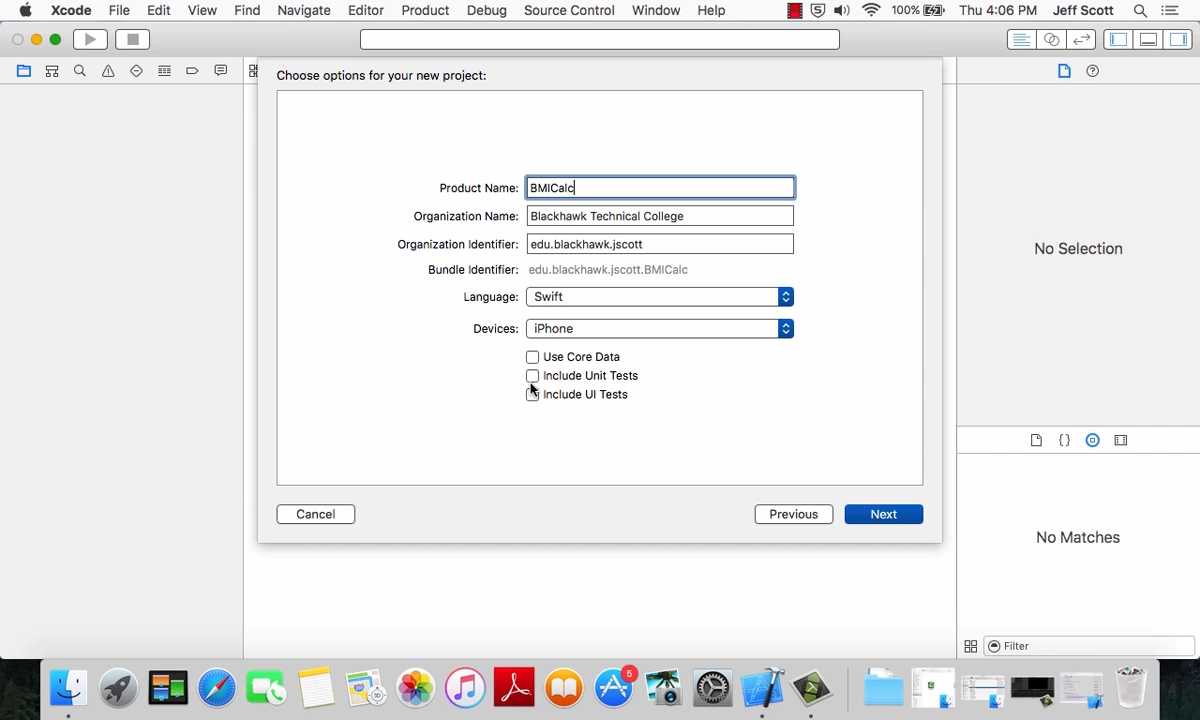 Xcode File Edit View Find Navigate Editor Product Debug Source Control Window Help 100% Thu 4:06 PM Jeff Scott
Choose options for your new project:
Product Name: BMICalc
Organization Name: Blackhawk Technical College
Organization Identifier: edu.blackhawk.jscott
Bundle Identifier: edu.blackhawk.jscott.BMICalc
Language: Swift
Devices: iPhone
Use Core Data
Include Unit Tests
Include UI Tests
Cancel Previous Next
No Selection
No Matches
Filter
5